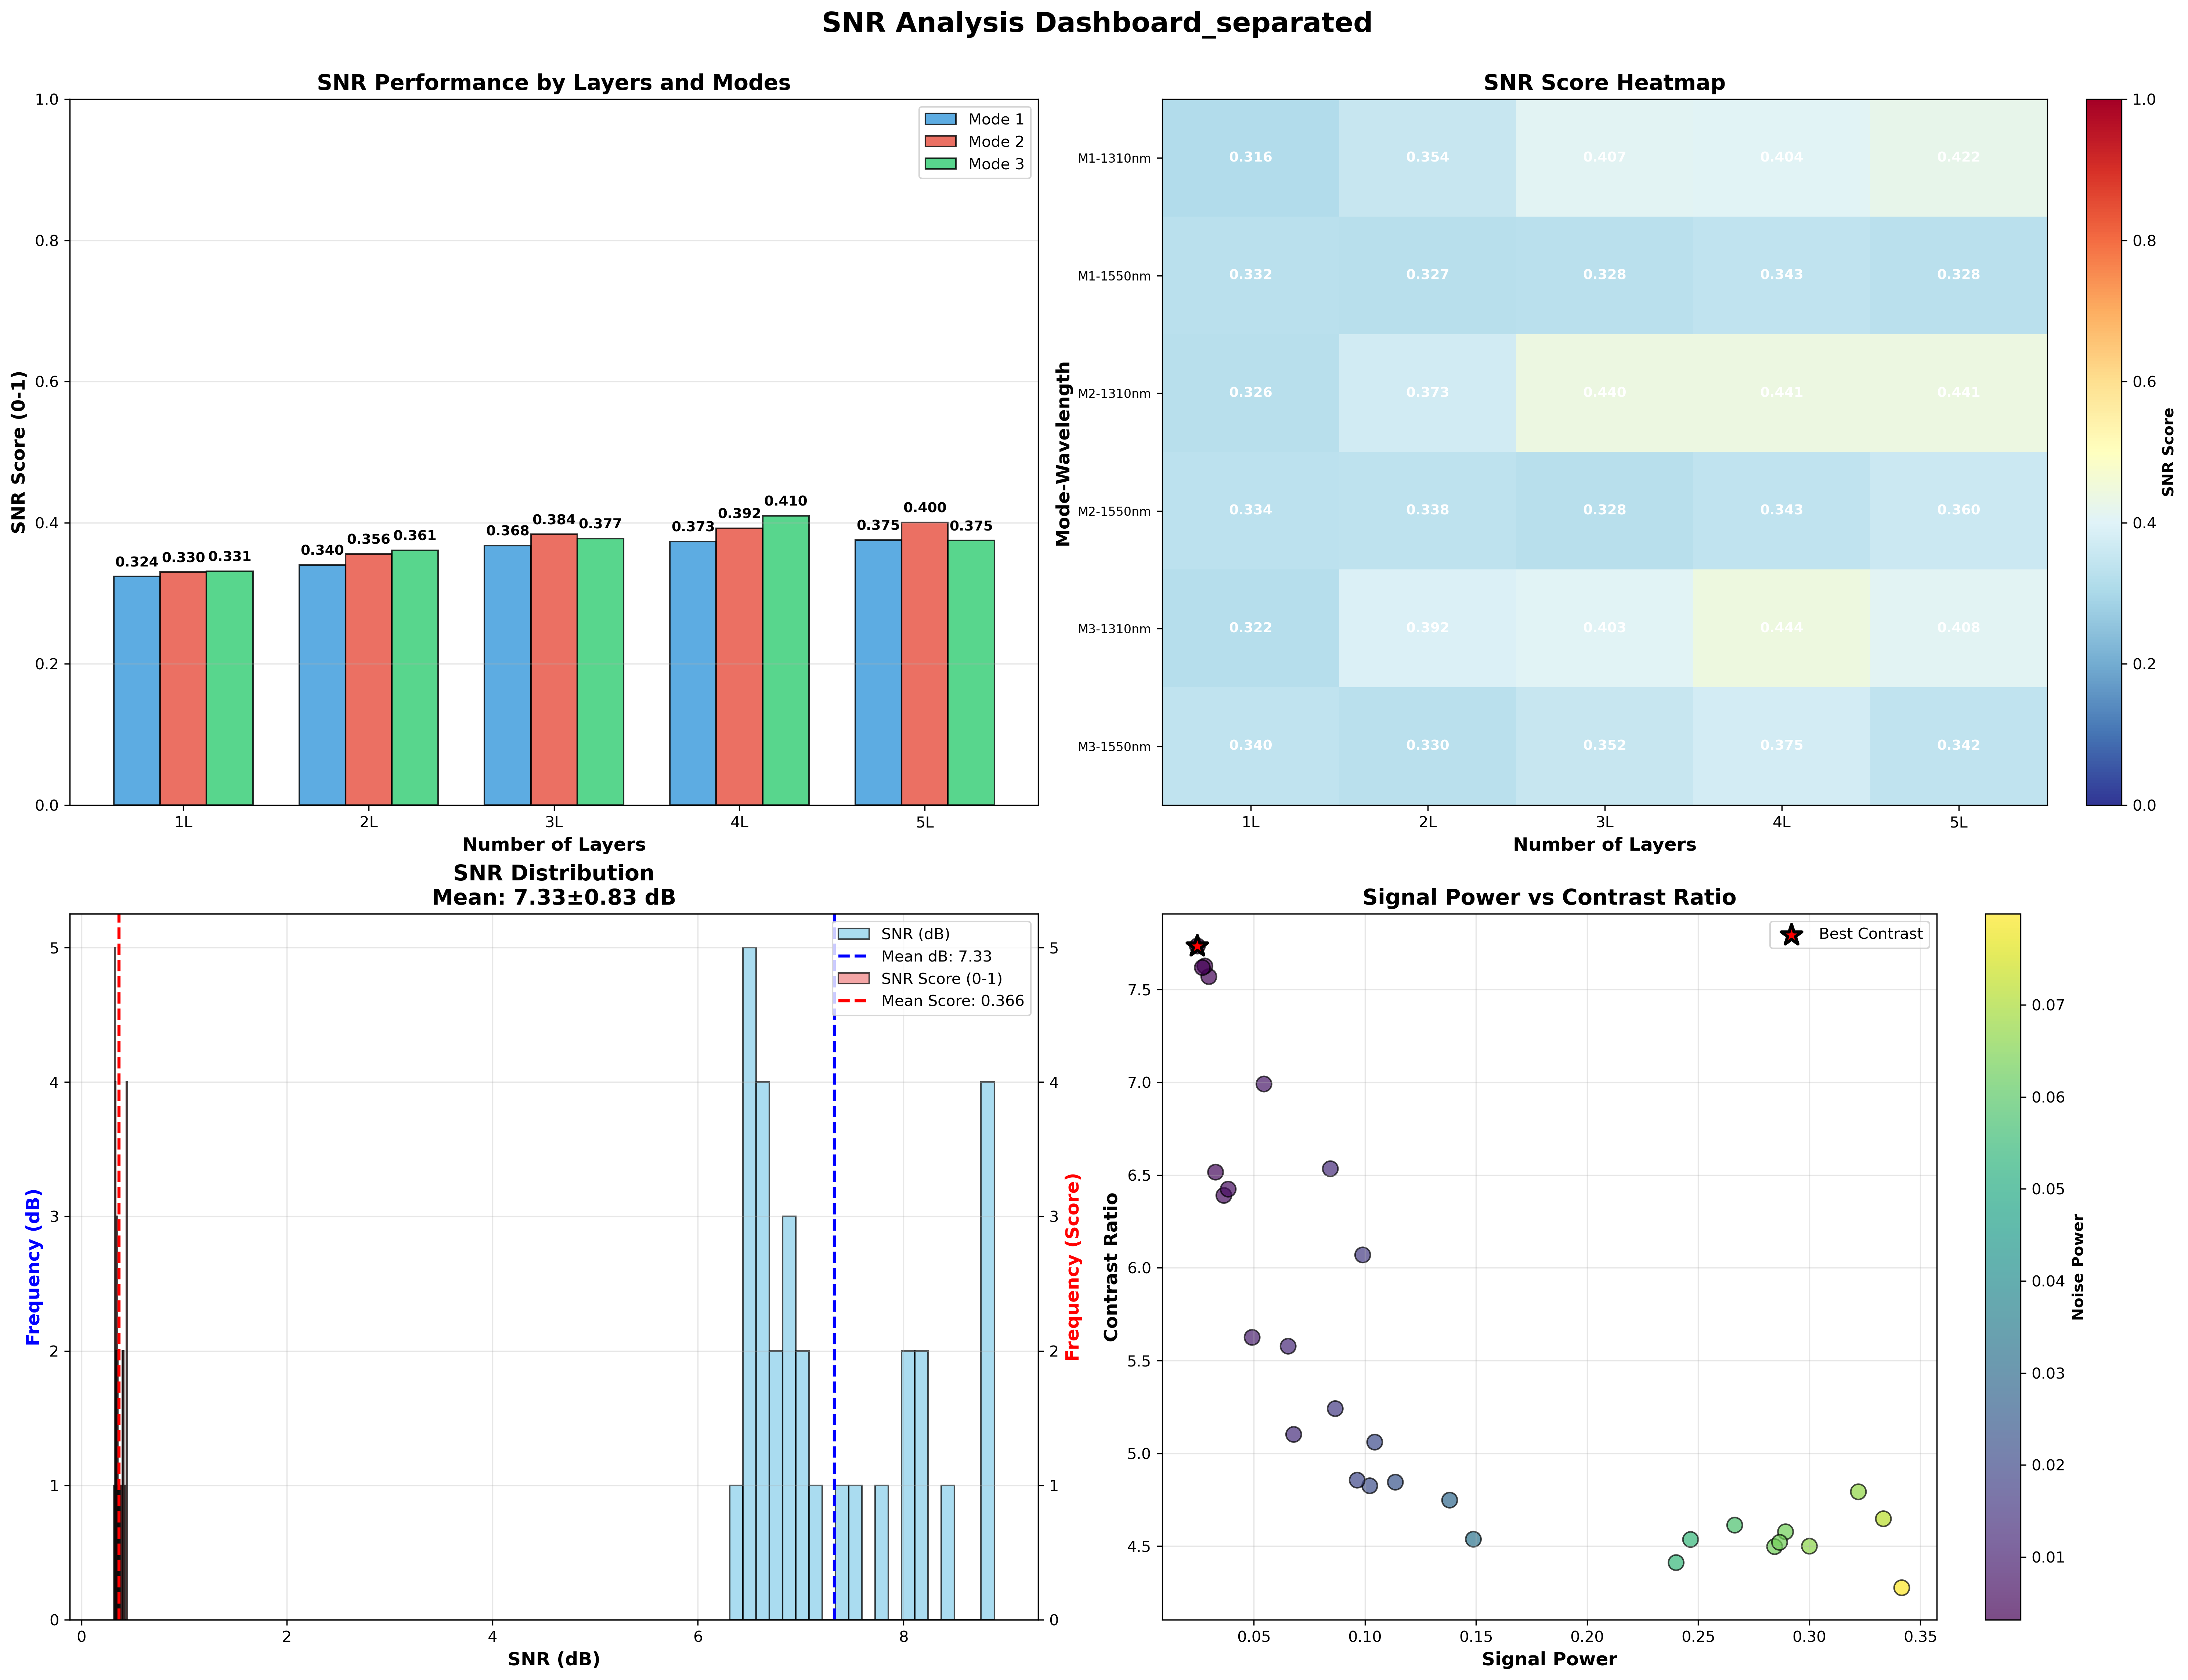 SNR Analysis Dashboard_separated
SNR Performance by Layers and Modes
1.0
0.8
0.6
0.4
0.2
0.0
SNR Score (0-1)
Mode 1
Mode 2
Mode 3
0.324 0.330 0.331
0.340 0.356 0.361
0.368 0.384 0.377
0.373 0.392 0.410
0.375 0.400 0.375
1L 2L 3L 4L 5L
Number of Layers
SNR Score Heatmap
Mode-Wavelength
M1-1310nm 0.316 0.354 0.407 0.404 0.422
M1-1550nm 0.332 0.327 0.328 0.343 0.328
M2-1310nm 0.326 0.373 0.440 0.441 0.441
M2-1550nm 0.334 0.338 0.328 0.343 0.360
M3-1310nm 0.322 0.392 0.403 0.444 0.408
M3-1550nm 0.340 0.330 0.352 0.375 0.342
1L 2L 3L 4L 5L
Number of Layers
1.0
0.8
0.6
0.4
0.2
0.0
SNR Score
SNR Distribution
Mean: 7.33±0.83 dB
5
4
3
2
1
0
Frequency (dB)
SNR (dB)
Mean dB: 7.33
SNR Score (0-1)
Mean Score: 0.366
5
4
3
2
1
0
Frequency (Score)
0 2 4 6 8
SNR (dB)
Signal Power vs Contrast Ratio
Best Contrast
7.5
7.0
6.5
6.0
5.5
5.0
4.5
Contrast Ratio
0.05 0.10 0.15 0.20 0.25 0.30 0.35
Signal Power
0.07
0.06
0.05
0.04
0.03
0.02
0.01
Noise Power